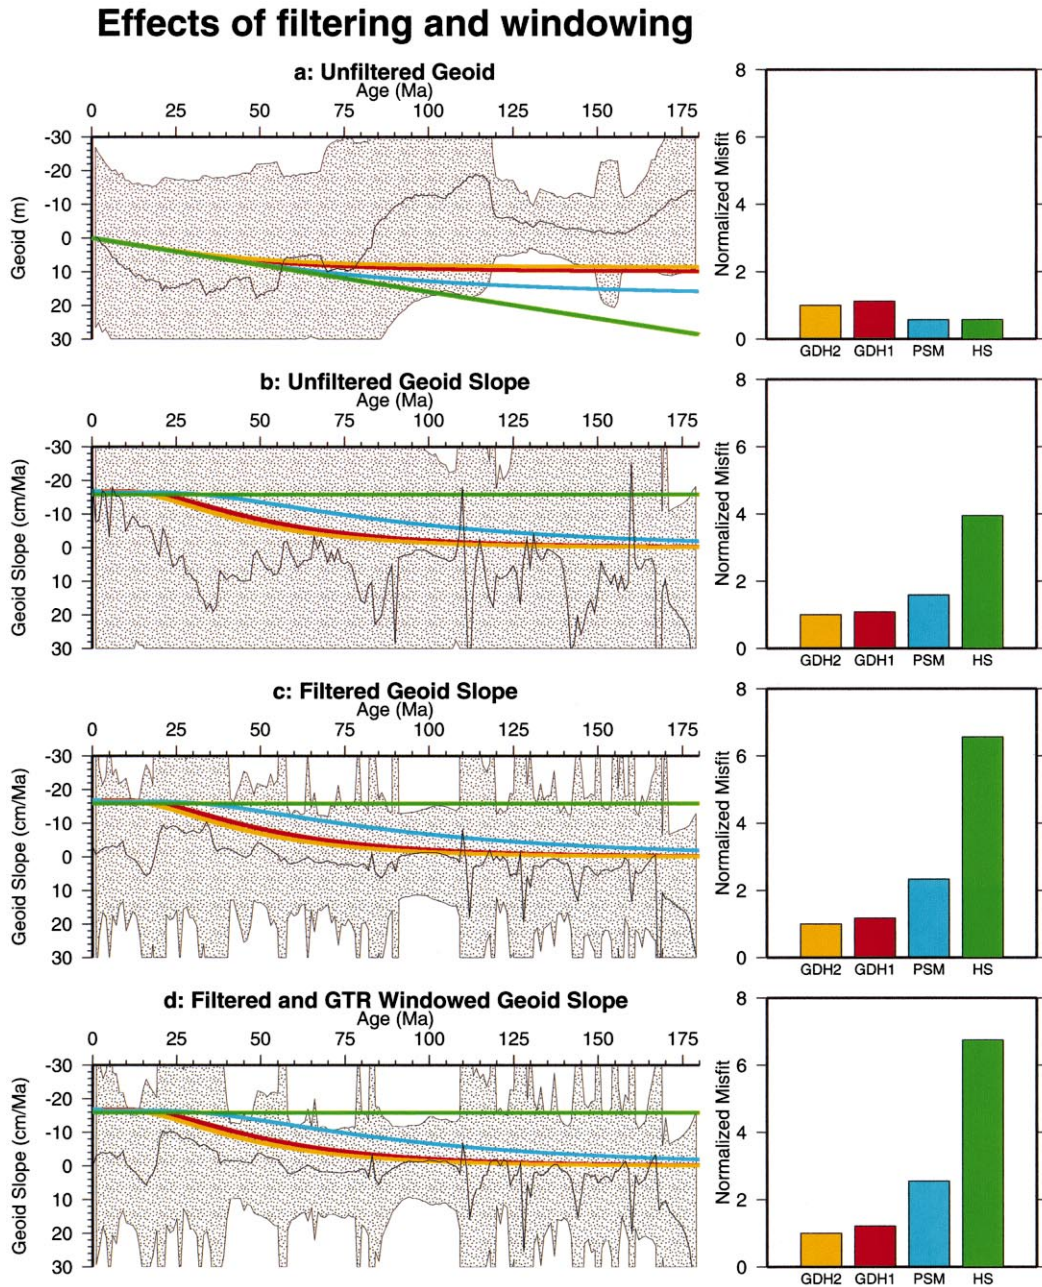 Effects of filtering and windowing
a: Unfiltered Geoid
Age (Ma)
0 25 50 75 100 125 150 175
-30
-20
-10
0
10
20
30
Geoid (m)
8
6
4
2
0
Normalized Misfit
GDH2 GDH1 PSM HS
b: Unfiltered Geoid Slope
Age (Ma)
0 25 50 75 100 125 150 175
-30
-20
-10
0
10
20
30
Geoid Slope (cm/Ma)
8
6
4
2
0
Normalized Misfit
GDH2 GDH1 PSM HS
c: Filtered Geoid Slope
Age (Ma)
0 25 50 75 100 125 150 175
-30
-20
-10
0
10
20
30
Geoid Slope (cm/Ma)
8
6
4
2
0
Normalized Misfit
GDH2 GDH1 PSM HS
d: Filtered and GTR Windowed Geoid Slope
Age (Ma)
0 25 50 75 100 125 150 175
-30
-20
-10
0
10
20
30
Geoid Slope (cm/Ma)
8
6
4
2
0
Normalized Misfit
GDH2 GDH1 PSM HS